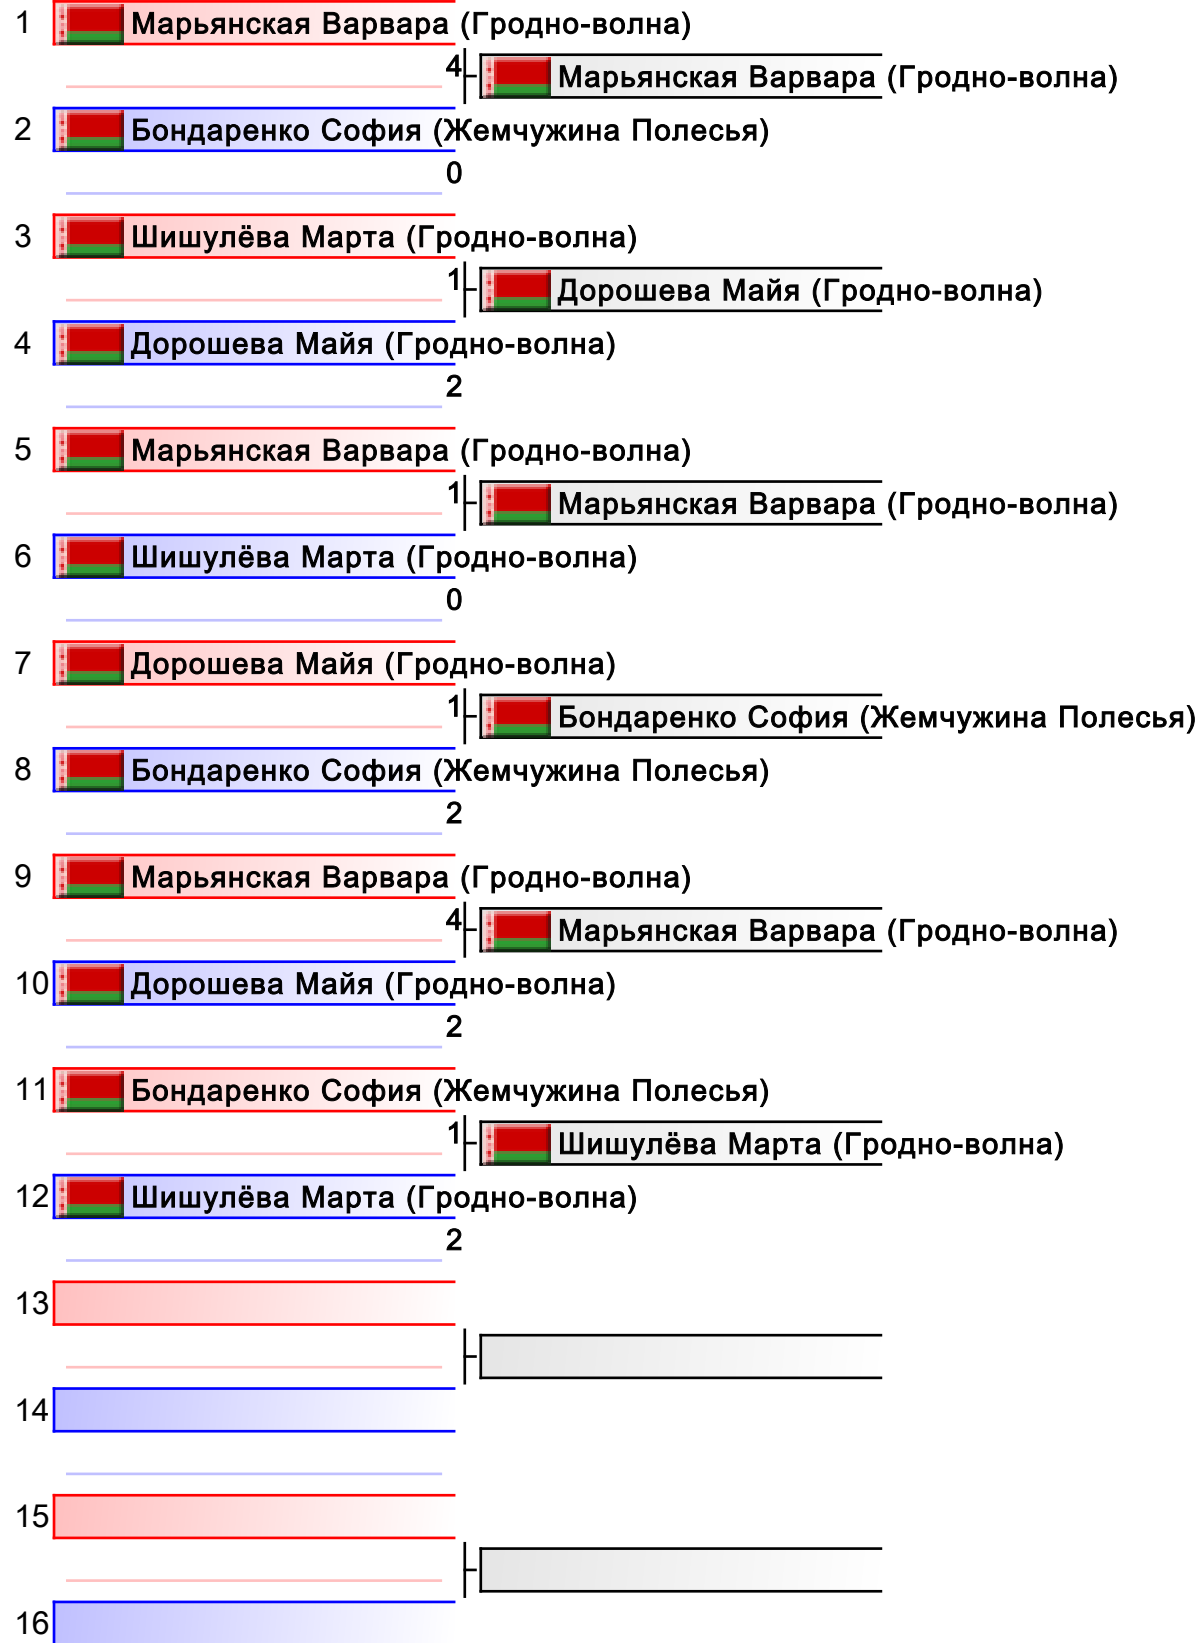 1 Марьянская Варвара (Гродно-волна)
4 Марьянская Варвара (Гродно-волна)
2 Бондаренко София (Жемчужина Полесья)
0
3 Шишулёва Марта (Гродно-волна)
1 Дорошева Майя (Гродно-волна)
4 Дорошева Майя (Гродно-волна)
2
5 Марьянская Варвара (Гродно-волна)
1 Марьянская Варвара (Гродно-волна)
6 Шишулёва Марта (Гродно-волна)
0
7 Дорошева Майя (Гродно-волна)
1 Бондаренко София (Жемчужина Полесья)
8 Бондаренко София (Жемчужина Полесья)
2
9 Марьянская Варвара (Гродно-волна)
4 Марьянская Варвара (Гродно-волна)
10 Дорошева Майя (Гродно-волна)
2
11 Бондаренко София (Жемчужина Полесья)
1 Шишулёва Марта (Гродно-волна)
12 Шишулёва Марта (Гродно-волна)
2
13
14
15
16